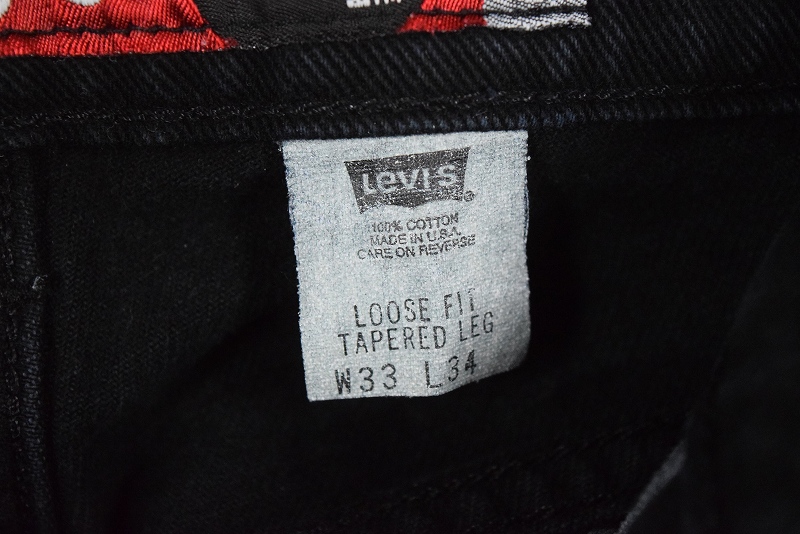 Levi's
100% COTTON
MADE IN U.S.A.
CARE ON REVERSE
LOOSE FIT
TAPERED LEG
W33 L34